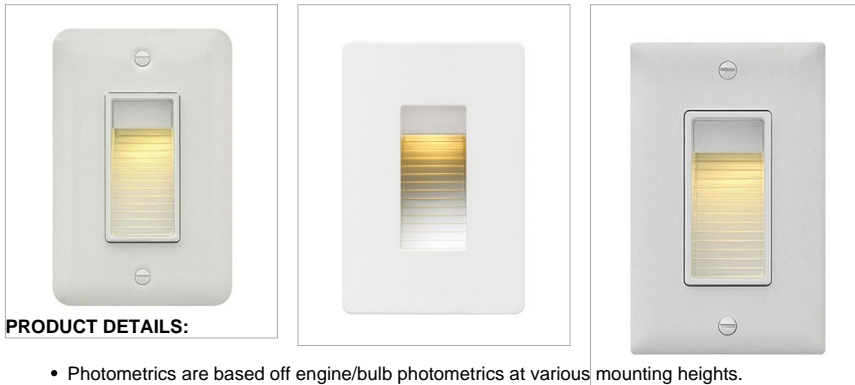 PRODUCT DETAILS:
• Photometrics are based off engine/bulb photometrics at various mounting heights.